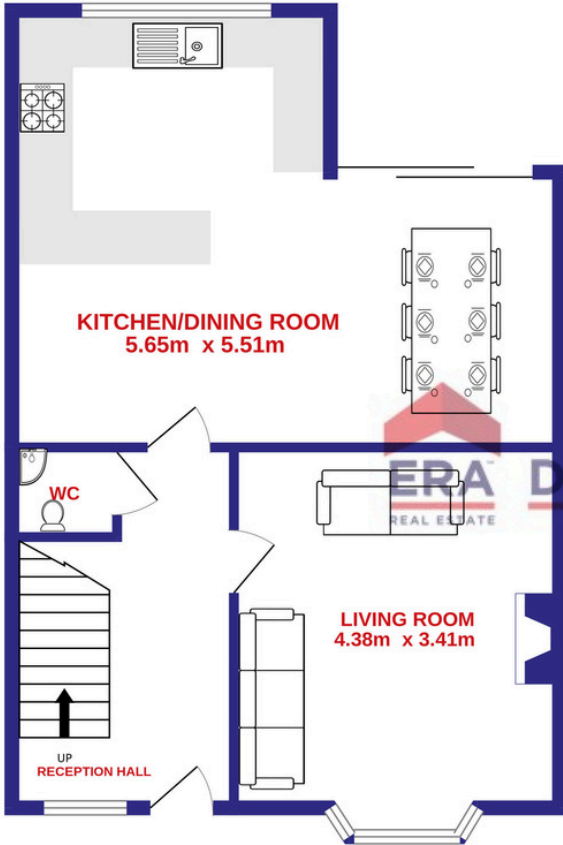 KITCHEN/DINING ROOM
5.65m x 5.51m
WC
ERA D
REAL ESTATE
LIVING ROOM
4.38m x 3.41m
UP
RECEPTION HALL